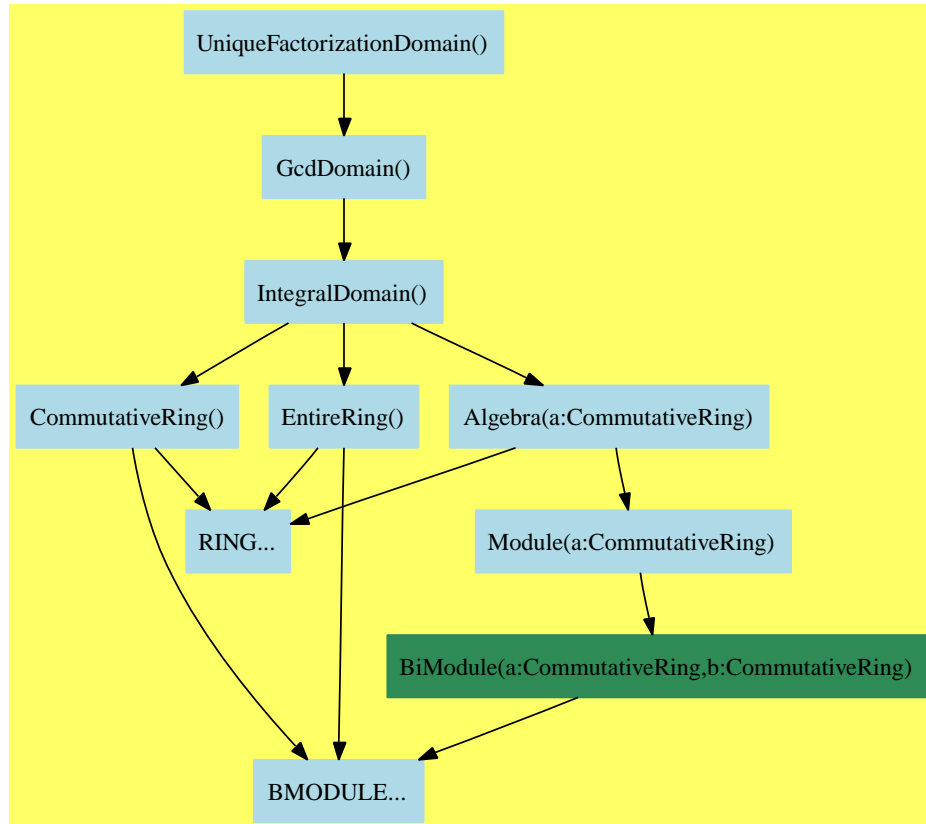 UniqueFactorizationDomain()
GcdDomain()
IntegralDomain()
CommutativeRing()
EntireRing()
Algebra(a:CommutativeRing)
RING...
Module(a:CommutativeRing)
BiModule(a:CommutativeRing,b:CommutativeRing)
BMODULE...